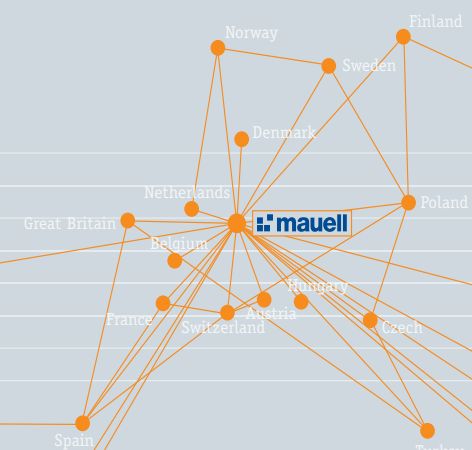 Finland
Norway
Sweden
Denmark
Netherlands
Poland
mauell
Great Britain
Belgium
Hungary
France
Austria
Switzerland
Czech
Spain